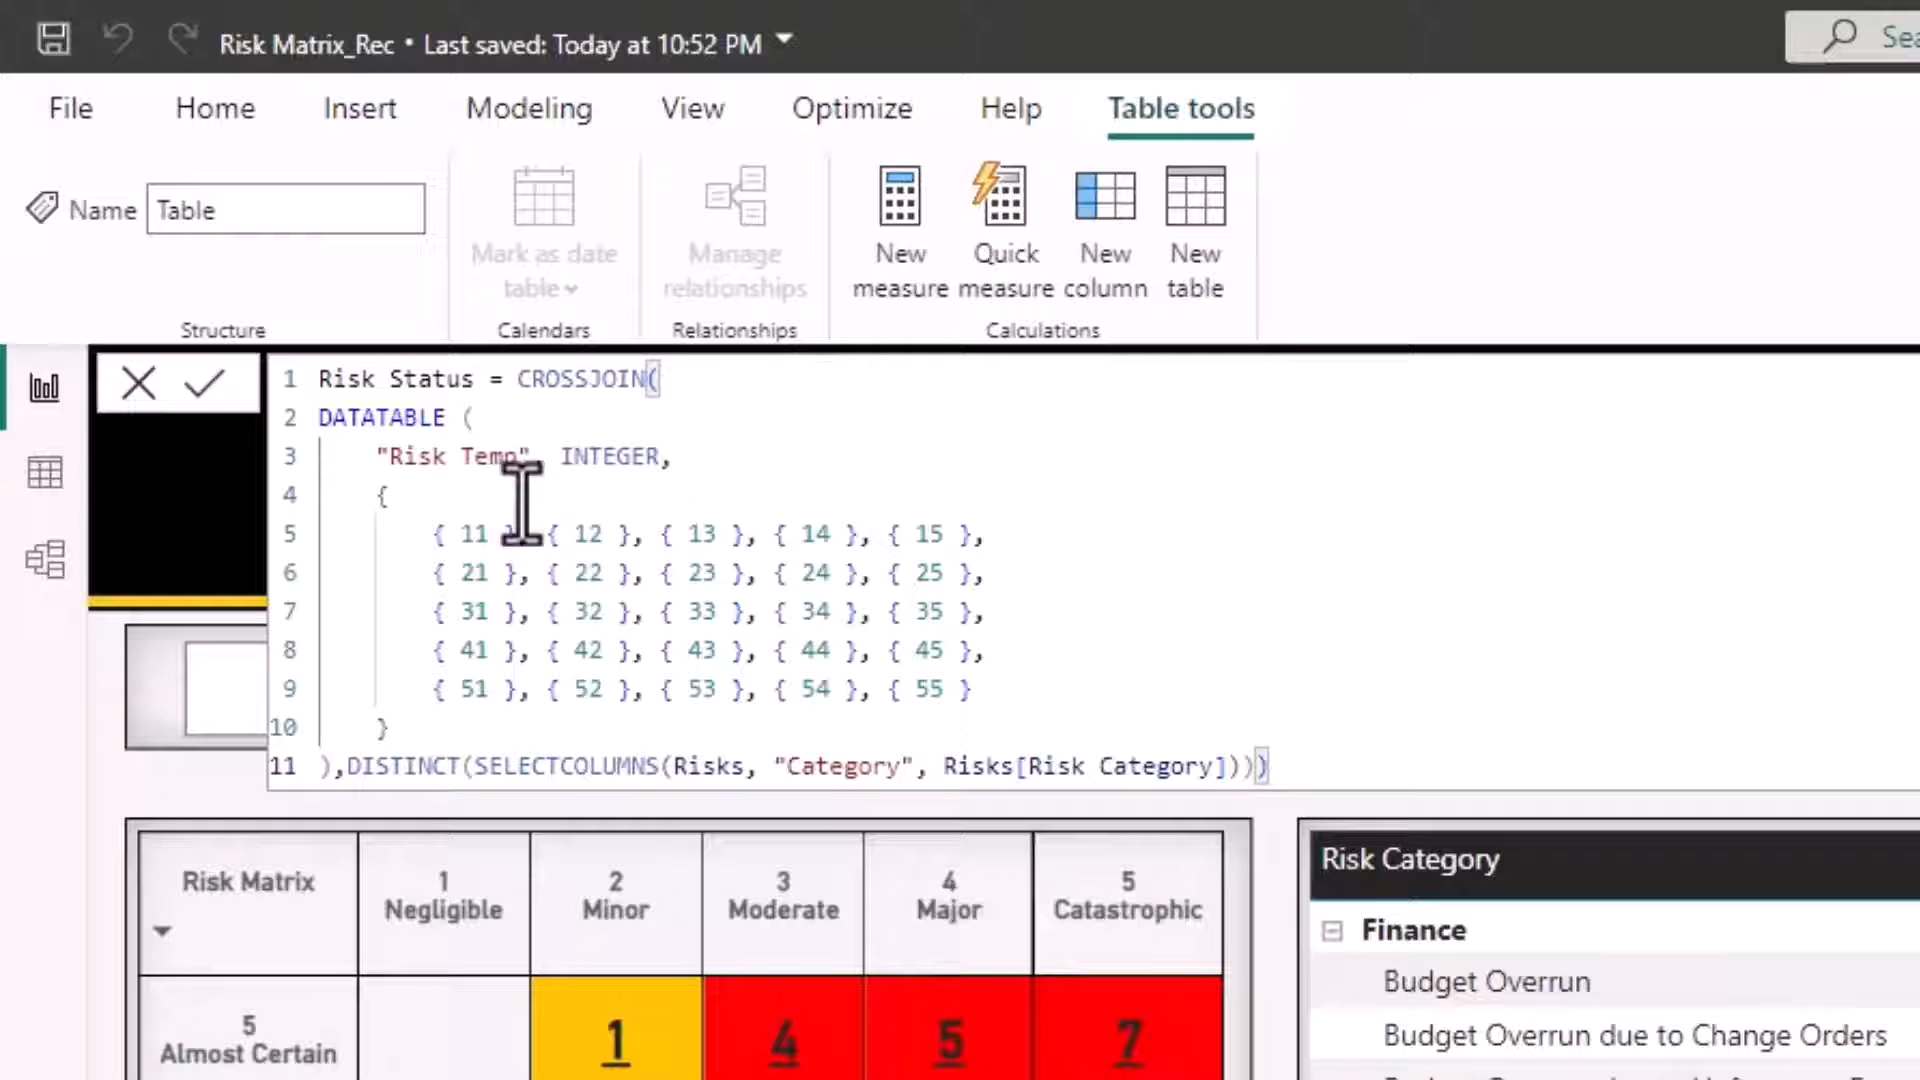 Risk Matrix_Rec • Last saved: Today at 10:52 PM
File Home Insert Modeling View Optimize Help Table tools
Name Table
Mark as date table
Manage relationships
New measure
Quick measure
New column
New table
Structure Calendars Relationships Calculations
1 Risk Status = CROSSJOIN(
2 DATATABLE (
3 "Risk Temp", INTEGER,
4 {
5 { 11 }, { 12 }, { 13 }, { 14 }, { 15 },
6 { 21 }, { 22 }, { 23 }, { 24 }, { 25 },
7 { 31 }, { 32 }, { 33 }, { 34 }, { 35 },
8 { 41 }, { 42 }, { 43 }, { 44 }, { 45 },
9 { 51 }, { 52 }, { 53 }, { 54 }, { 55 }
10 }
11 ),DISTINCT(SELECTCOLUMNS(Risks, "Category", Risks[Risk Category])))
Risk Matrix
1 Negligible
2 Minor
3 Moderate
4 Major
5 Catastrophic
5 Almost Certain
1 4 5 7
Risk Category
Finance
Budget Overrun
Budget Overrun due to Change Orders